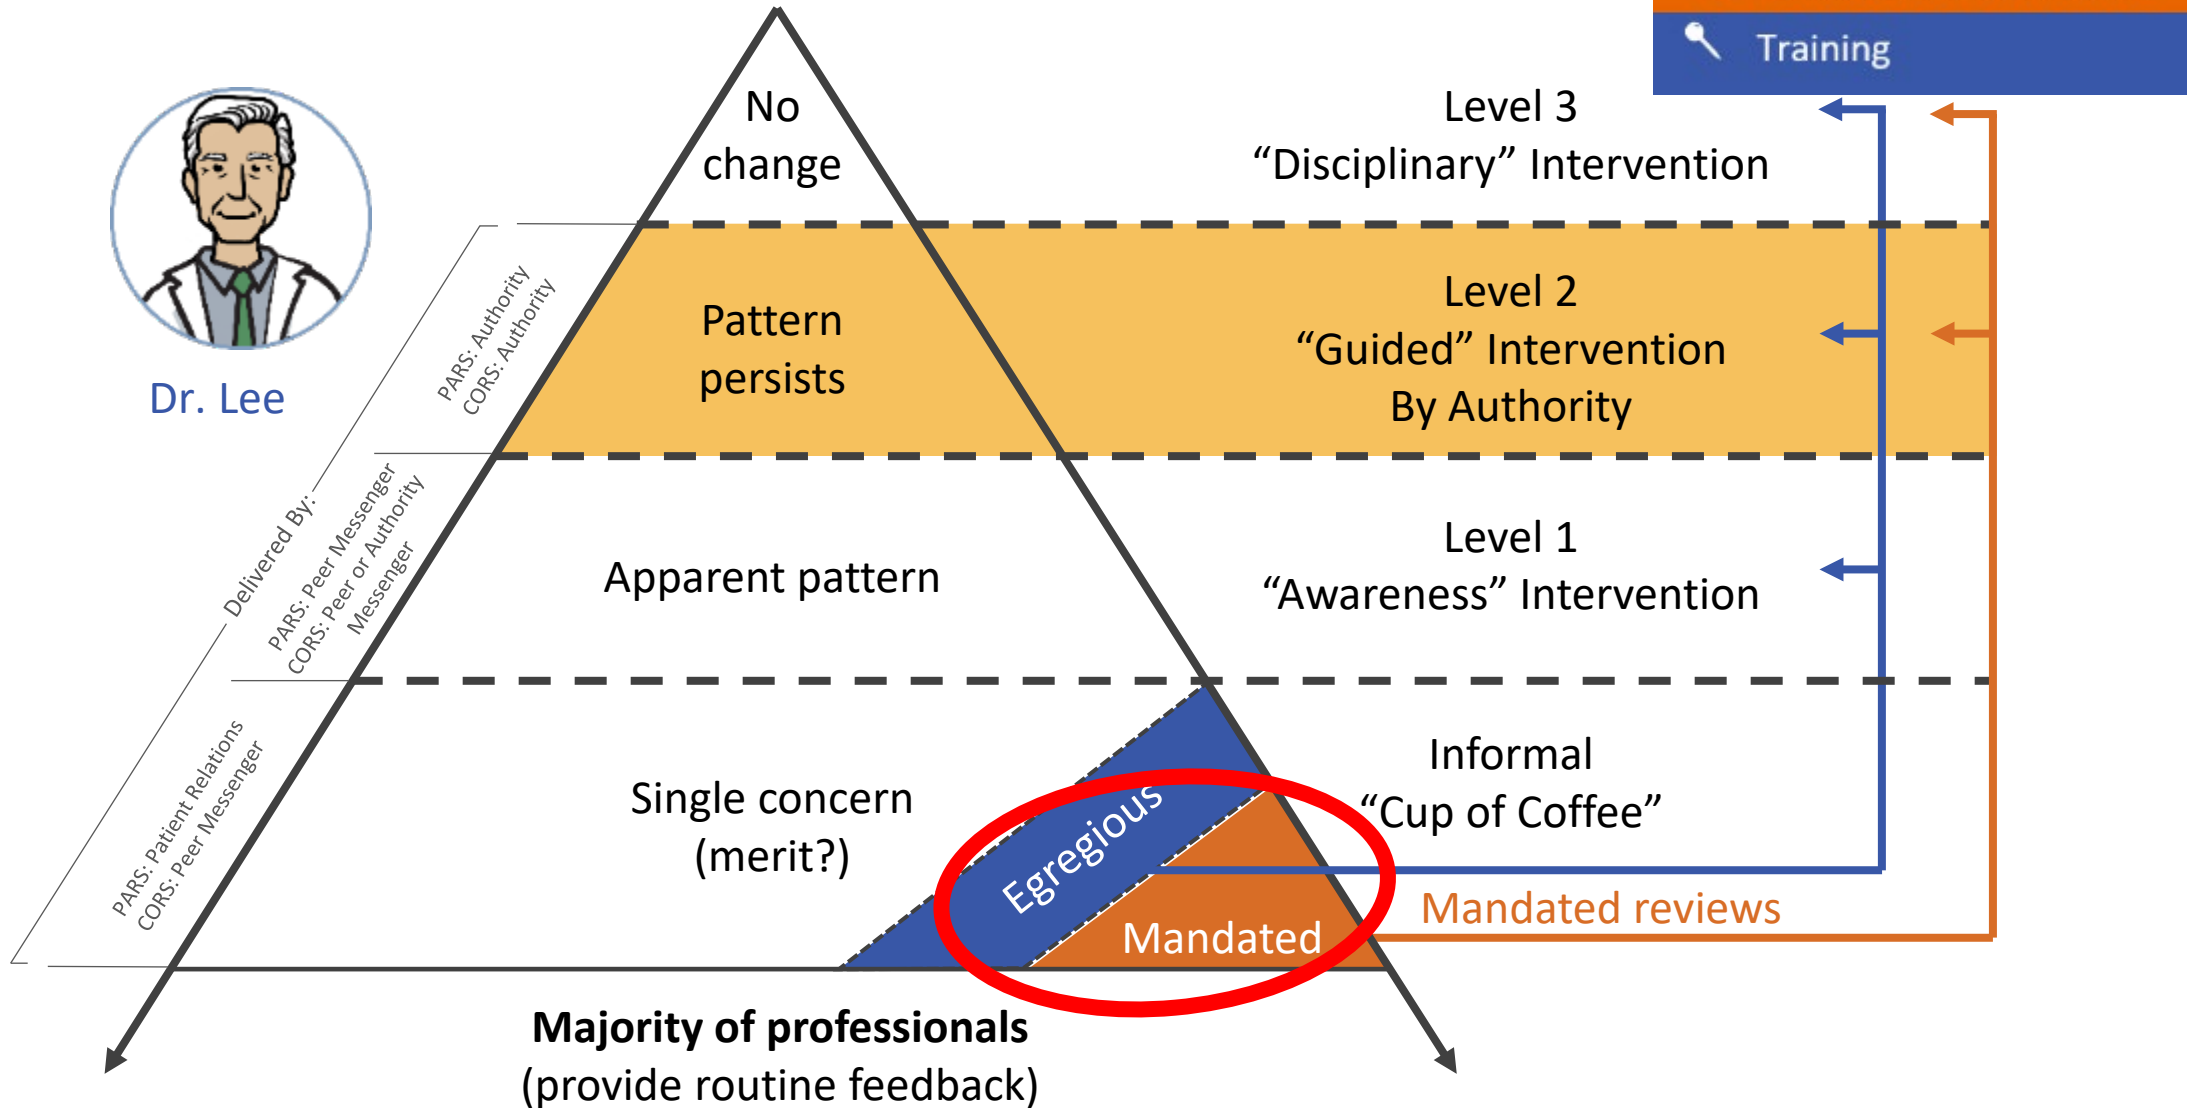 Training
No
change
Level 3
“Disciplinary” Intervention
Dr. Lee
PARS: Authority
CORS: Authority
Pattern
persists
Level 2
“Guided” Intervention
By Authority
Delivered By:
PARS: Peer Messenger
CORS: Peer or Authority
Messenger
Apparent pattern
Level 1
“Awareness” Intervention
PARS: Patient Relations
CORS: Peer Messenger
Single concern
(merit?)
Egregious
Mandated
Informal
“Cup of Coffee”
Mandated reviews
Majority of professionals
(provide routine feedback)